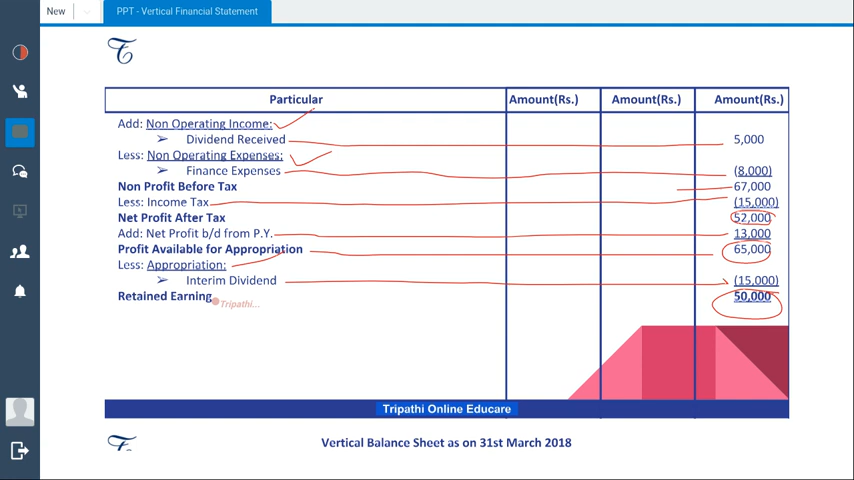 New
PPT - Vertical Financial Statement
Particular Amount(Rs.) Amount(Rs.) Amount(Rs.)
Add: Non Operating Income:
➢ Dividend Received 5,000
Less: Non Operating Expenses:
➢ Finance Expenses (8,000)
Non Profit Before Tax 67,000
Less: Income Tax (15,000)
Net Profit After Tax 52,000
Add: Net Profit b/d from P.Y. 13,000
Profit Available for Appropriation 65,000
Less: Appropriation:
➢ Interim Dividend (15,000)
Retained Earning 50,000
Tripathi...
Tripathi Online Educare
Vertical Balance Sheet as on 31st March 2018